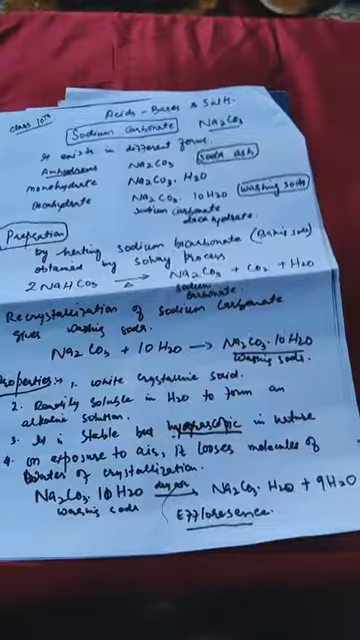 class 10th
Acids - Bases & Salts.
Sodium Carbonate Na2CO3
It exists in different forms.
Anhydrous Na2CO3 Soda ash
monohydrate Na2CO3. H2O
Decahydrate Na2CO3. 10H2O washing soda
Sodium carbonate
decahydrate.
Preparation
by heating sodium bicarbonate (Baking soda)
obtained by solvay process
2 NaHCO3 ⟶ Δ Na2CO3 + CO2 + H2O
Sodium
carbonate.
Recrystallization of sodium carbonate
gives washing soda.
Na2CO3 + 10H2O ⟶ Na2CO3. 10H2O
washing soda.
Properties :- 1. white crystalline solid.
2. Readily soluble in H2O to form an
alkaline solution.
3. It is stable but hygroscopic in nature
4. on exposure to air, it looses molecules of
water of crystallization.
Na2CO3. 10H2O dry air ⟶ Na2CO3. H2O + 9H2O
washing soda
Efflorescence.